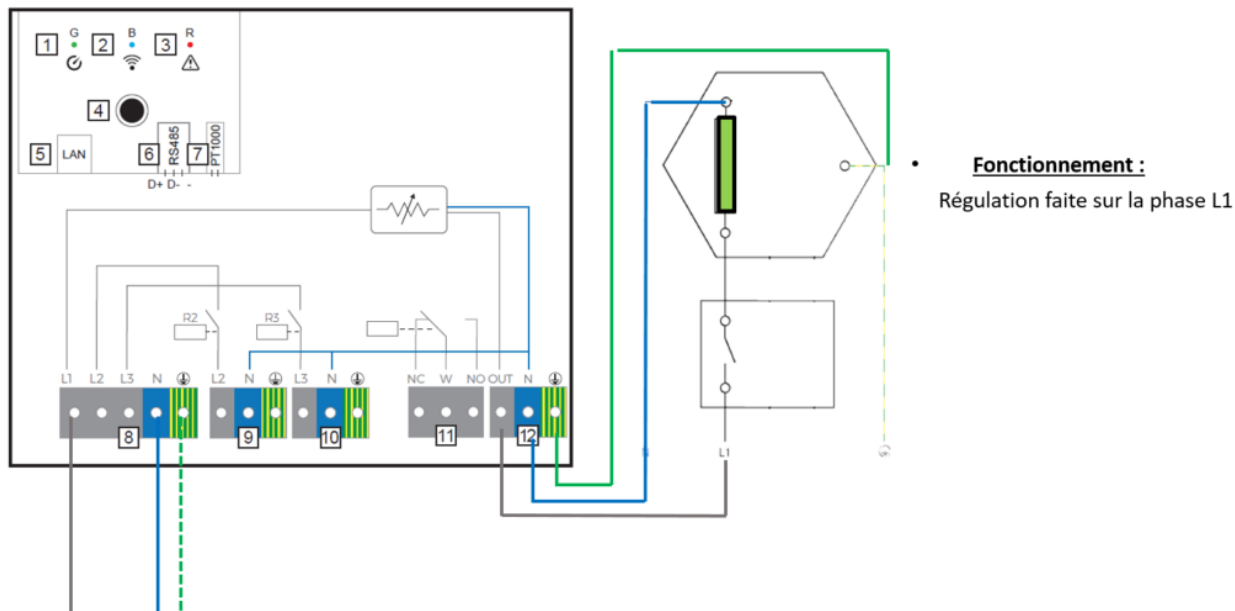 G B R
1 2 3
4
5 LAN 6 RS485 7 PT1000
D+ D- -
Fonctionnement :
Régulation faite sur la phase L1
R2 R3
L1 L2 L3 N L2 N L3 N NC W NO OUT N
8 9 10 11 12
N L1